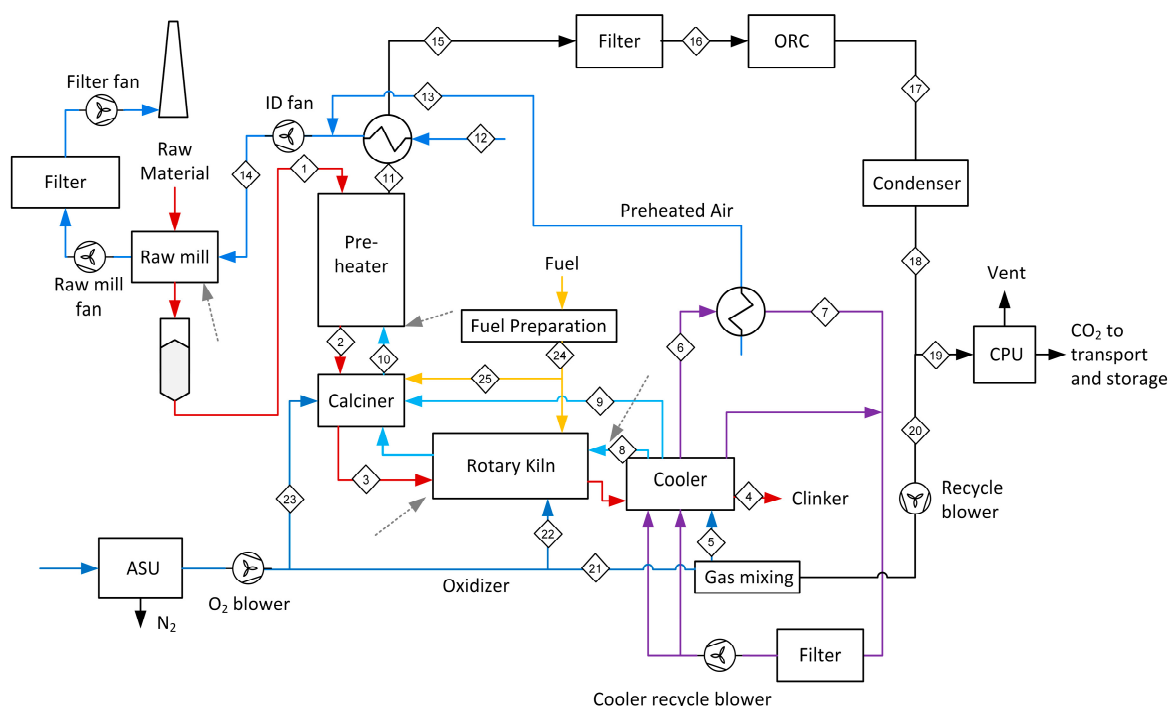 15
Filter
16
ORC
Filter fan
ID fan
13
17
12
Raw
Material
1
14
11
Filter
Condenser
Preheated Air
Pre-
heater
Raw mill
18
Raw mill
fan
Fuel
Vent
6
7
Fuel Preparation
2
10
24
19
CPU
CO2 to
transport
and storage
25
Calciner
9
20
8
Rotary Kiln
Cooler
3
4
Clinker
Recycle
blower
23
22
5
ASU
21
Gas mixing
Oxidizer
O2 blower
N2
Filter
Cooler recycle blower